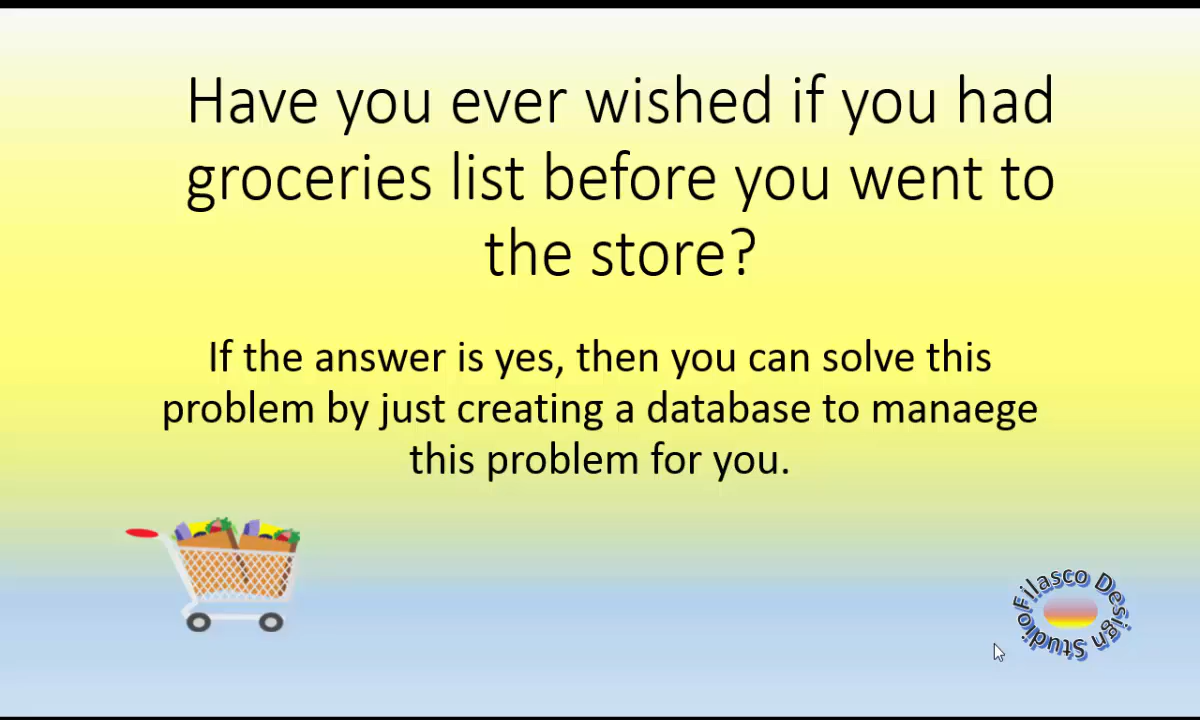 Have you ever wished if you had
groceries list before you went to
the store?
If the answer is yes, then you can solve this
problem by just creating a database to manaege
this problem for you.
Filasco Design Studio